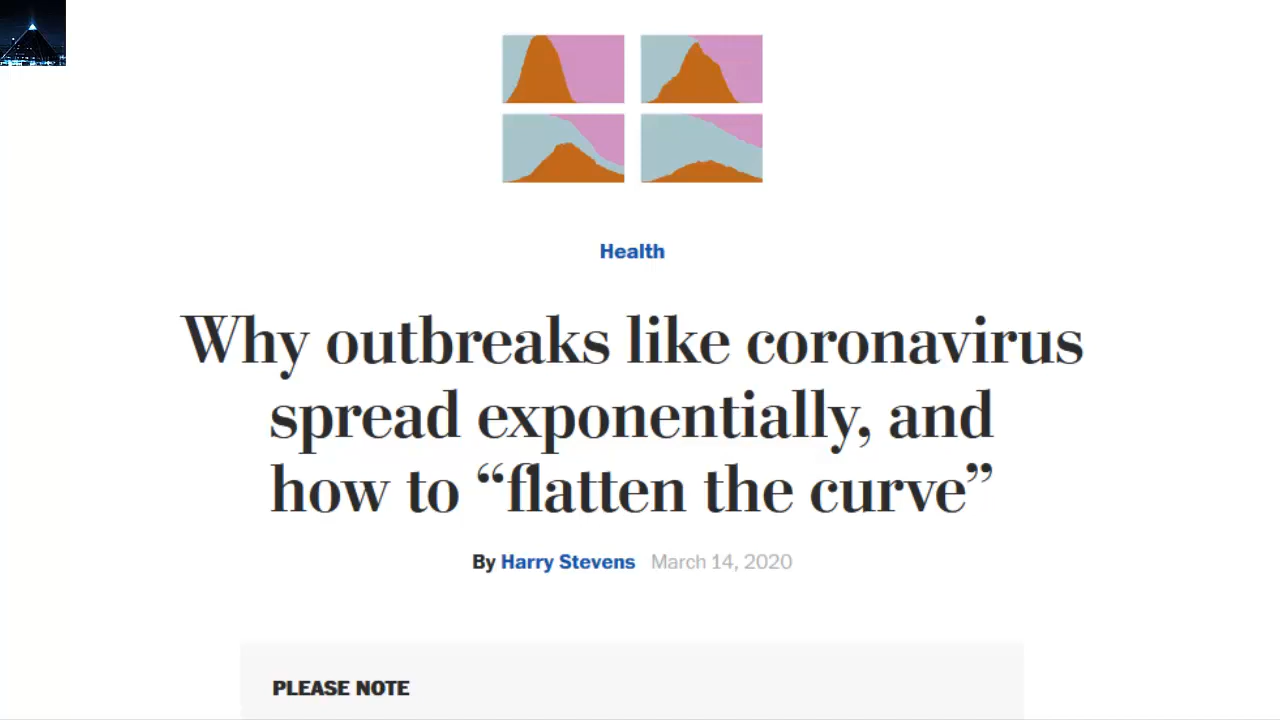 Health
Why outbreaks like coronavirus
spread exponentially, and
how to “flatten the curve”
By Harry Stevens March 14, 2020
PLEASE NOTE